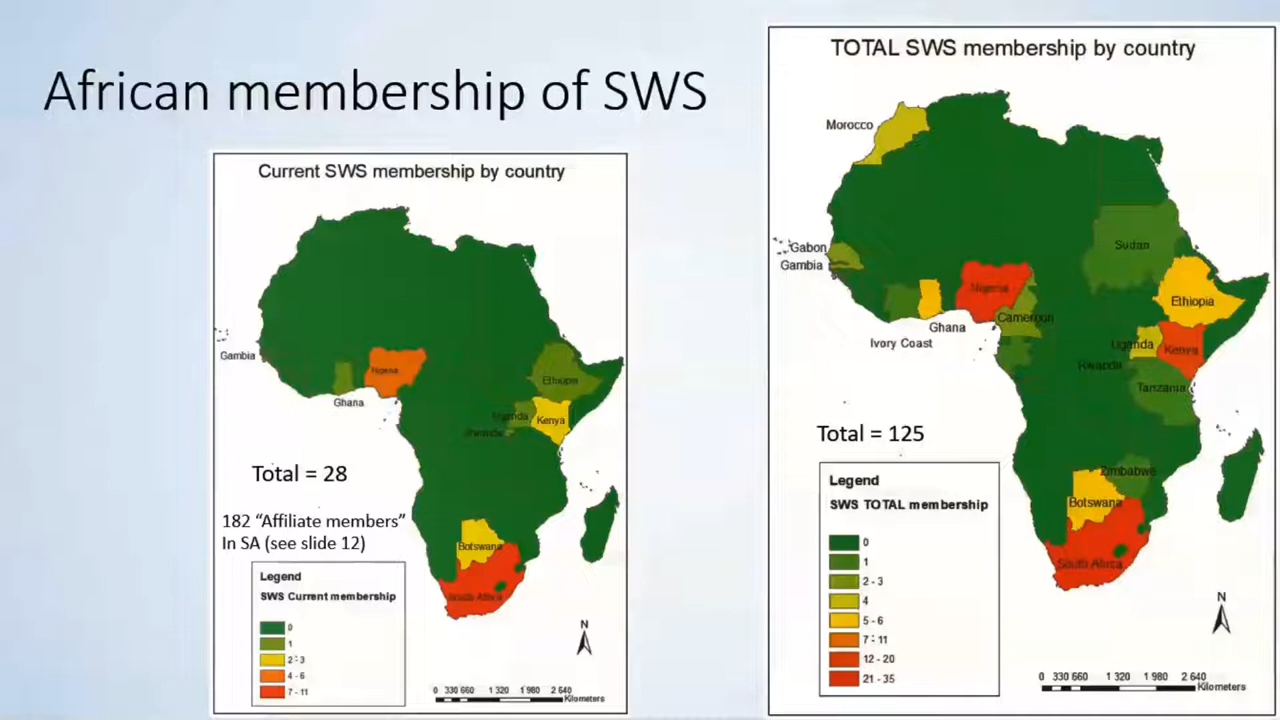 African membership of SWS
Current SWS membership by country
Gambia
Ghana
Nigeria
Ethiopia
Uganda
Kenya
Rwanda
Total = 28
182 “Affiliate members”
In SA (see slide 12)
Botswana
South Africa
Legend
SWS Current membership
0
1
2 - 3
4 - 6
7 - 11
N
0 330 660 1 320 1 980 2 640
Kilometers
TOTAL SWS membership by country
Morocco
Gabon
Gambia
Sudan
Nigeria
Ethiopia
Cameroon
Ghana
Ivory Coast
Uganda
Kenya
Rwanda
Tanzania
Total = 125
Zimbabwe
Botswana
South Africa
Legend
SWS TOTAL membership
0
1
2 - 3
4
5 - 6
7 - 11
12 - 20
21 - 35
N
0 330 660 1 320 1 980 2 640
Kilometers